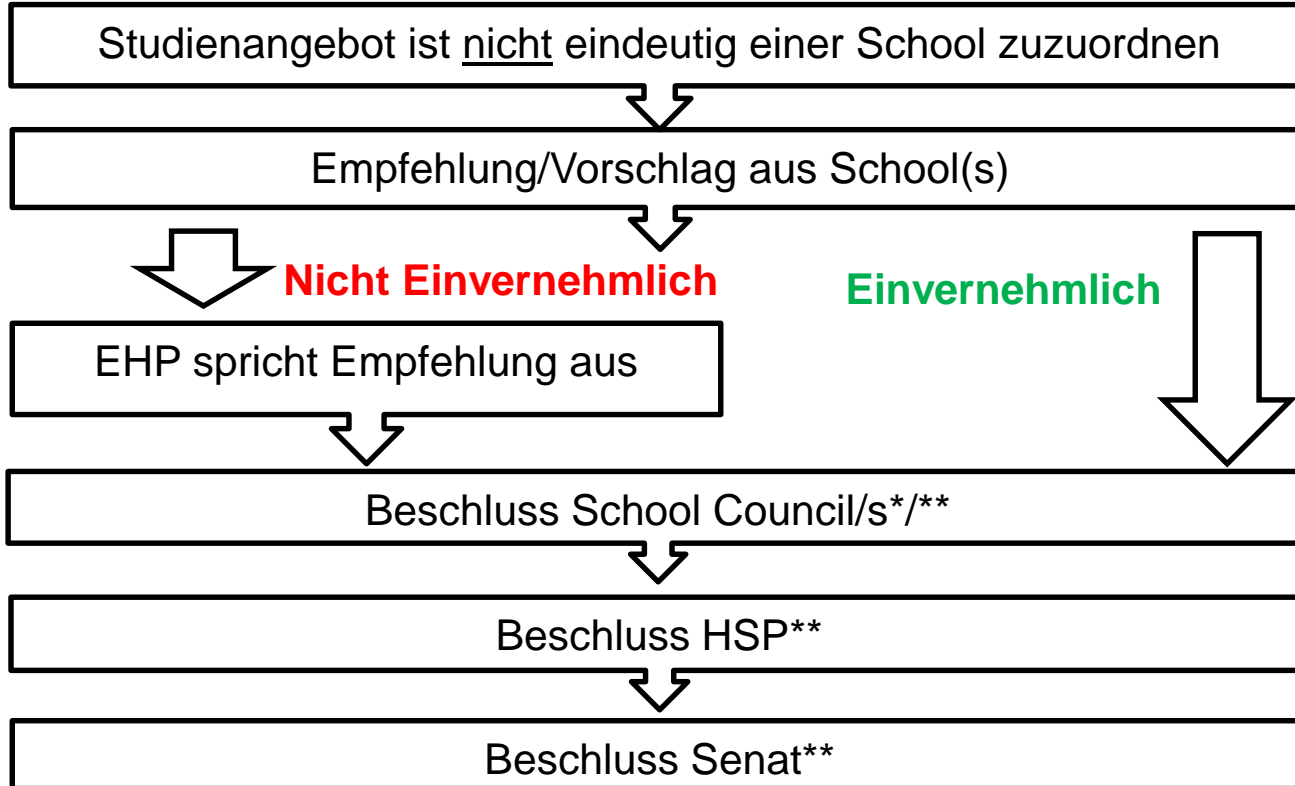 Studienangebot ist nicht eindeutig einer School zuzuordnen
Empfehlung/Vorschlag aus School(s)
Nicht Einvernehmlich
Einvernehmlich
EHP spricht Empfehlung aus
Beschluss School Council/s*/**
Beschluss HSP**
Beschluss Senat**